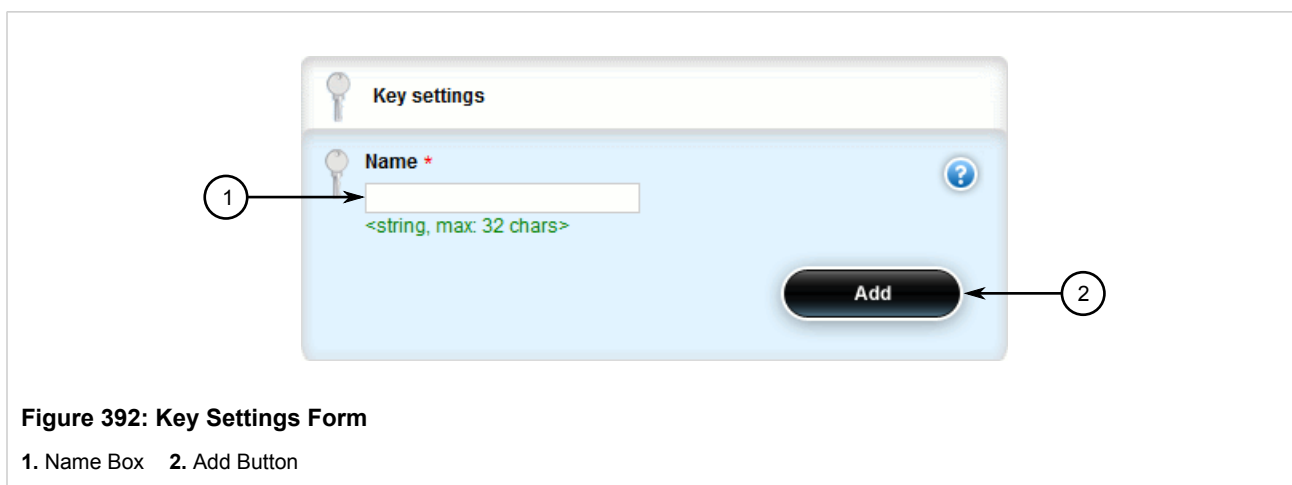 Key settings
Name *
?
1
<string, max: 32 chars>
Add
2
Figure 392: Key Settings Form
1. Name Box 2. Add Button